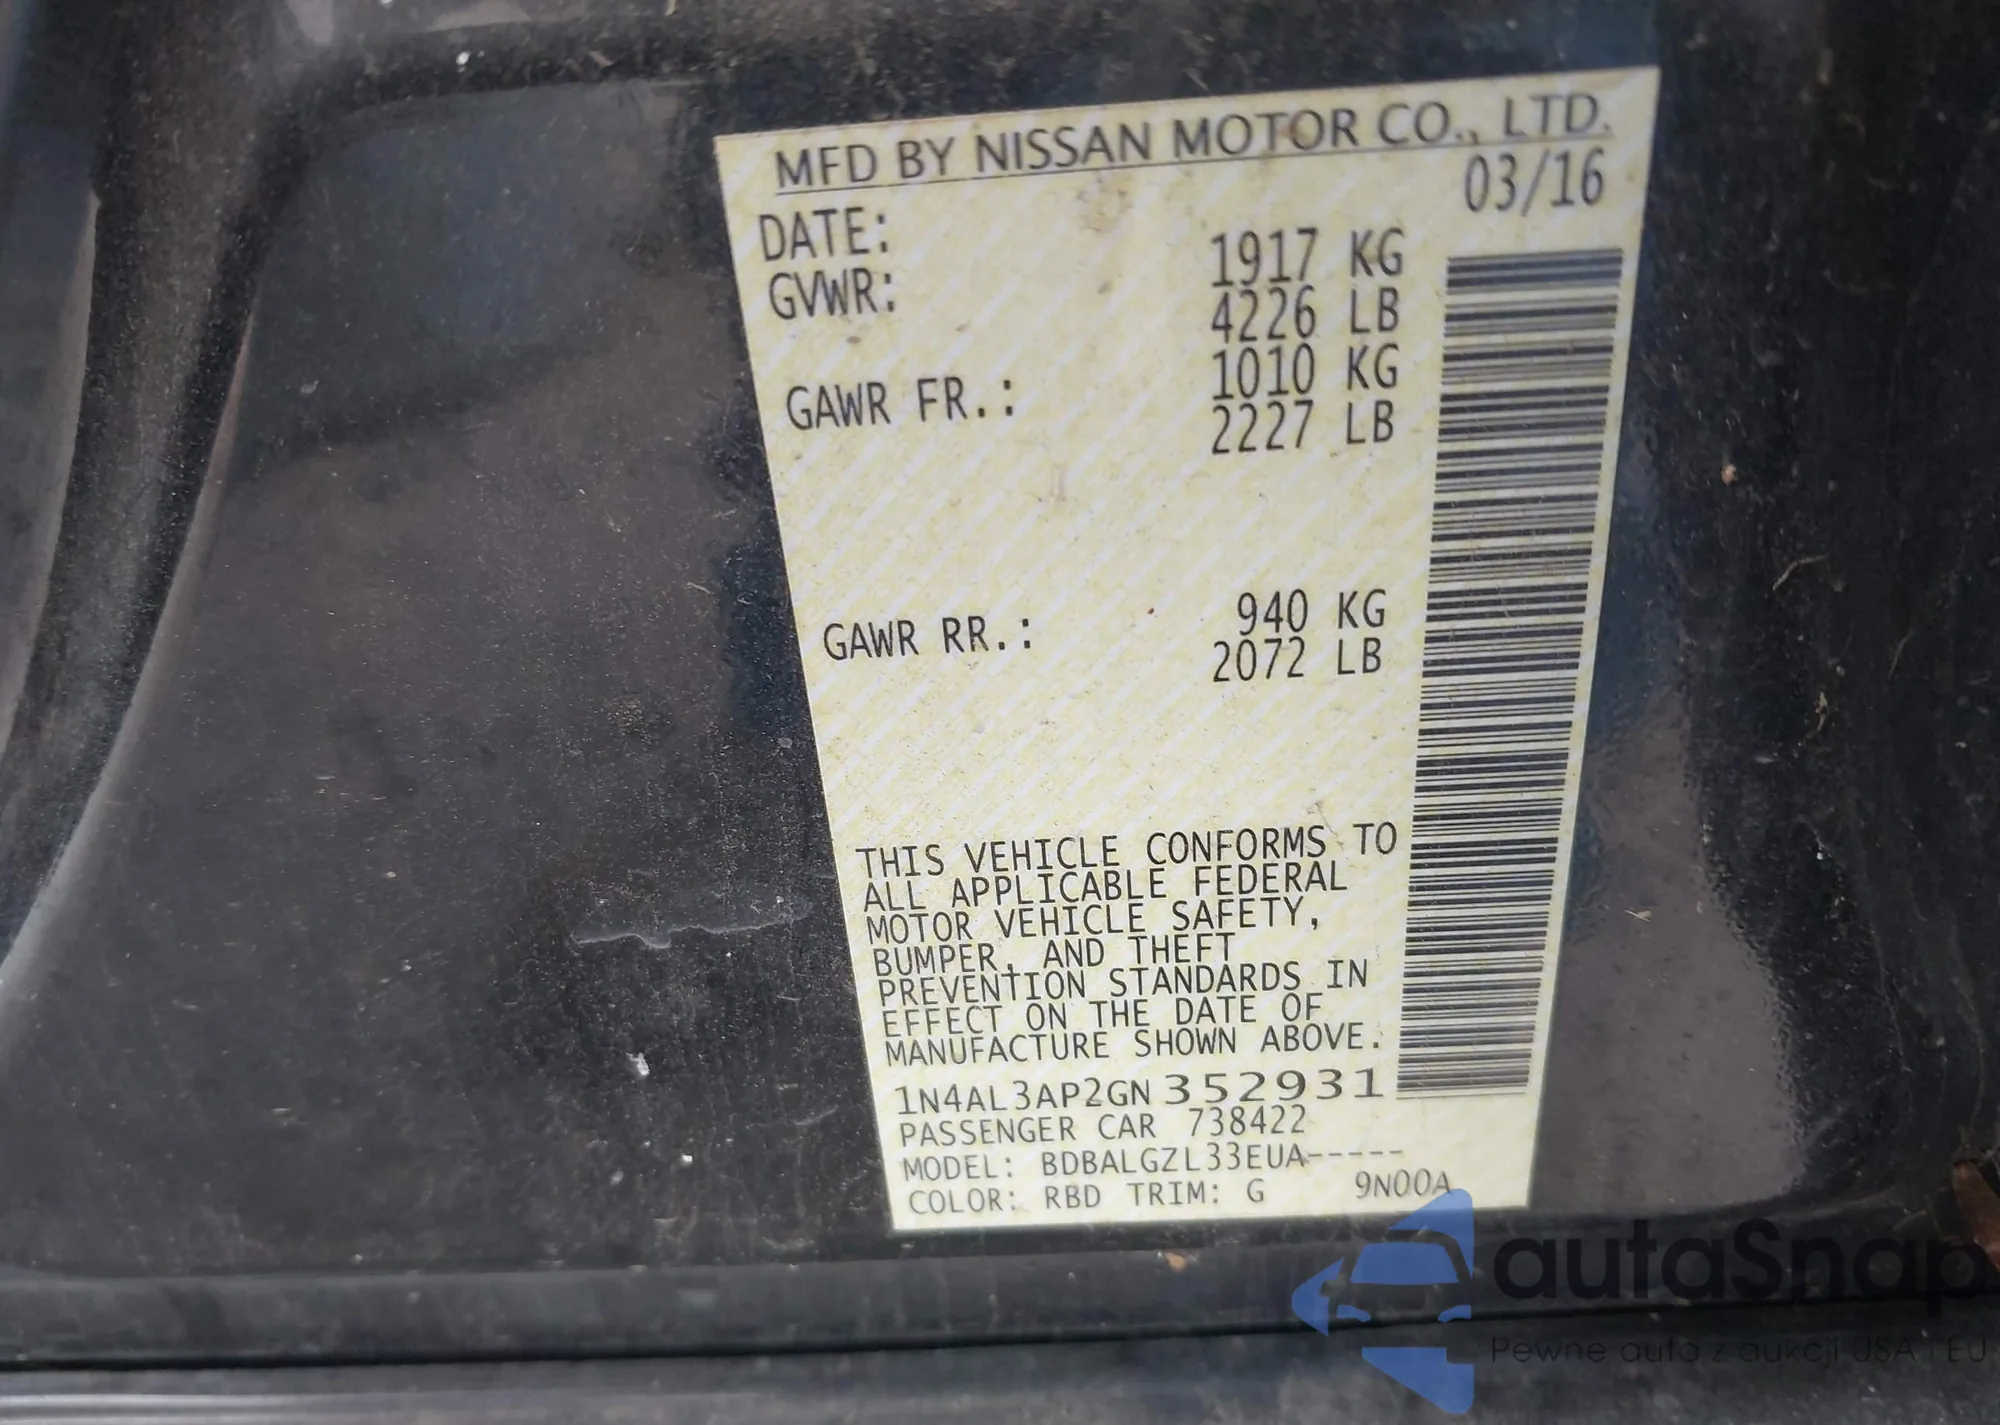 MFD BY NISSAN MOTOR CO., LTD.
DATE: 03/16
GVWR: 1917 KG
4226 LB
GAWR FR.: 1010 KG
2227 LB
GAWR RR.: 940 KG
2072 LB
THIS VEHICLE CONFORMS TO
ALL APPLICABLE FEDERAL
MOTOR VEHICLE SAFETY,
BUMPER, AND THEFT
PREVENTION STANDARDS IN
EFFECT ON THE DATE OF
MANUFACTURE SHOWN ABOVE.
1N4AL3AP2GN352931
PASSENGER CAR 738422
MODEL: BDBALGZL33EUA-----
COLOR: RBD TRIM: G 9N00A
autaSnap
Pewne auta z aukcji USA i EU